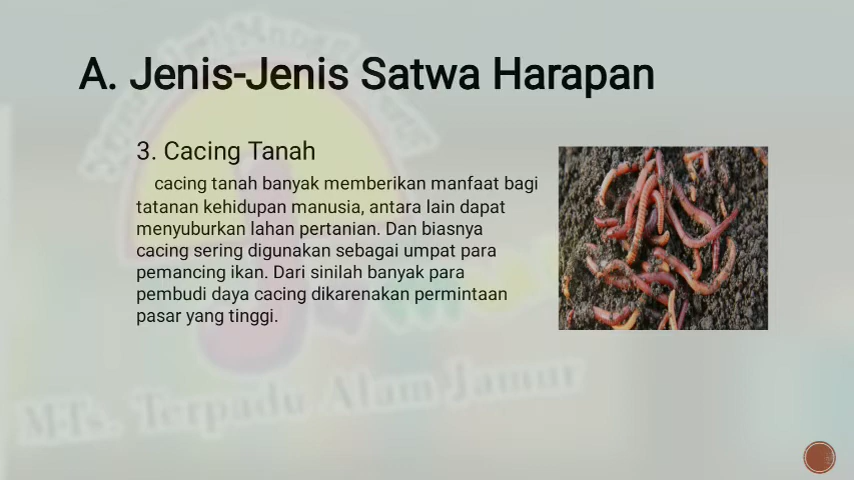 A. Jenis-Jenis Satwa Harapan
3. Cacing Tanah
cacing tanah banyak memberikan manfaat bagi
tatanan kehidupan manusia, antara lain dapat
menyuburkan lahan pertanian. Dan biasnya
cacing sering digunakan sebagai umpat para
pemancing ikan. Dari sinilah banyak para
pembudi daya cacing dikarenakan permintaan
pasar yang tinggi.
MTs. Terpadu Alam Jamur